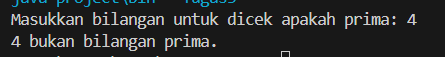 Masukkan bilangan untuk dicek apakah prima: 4
4 bukan bilangan prima.